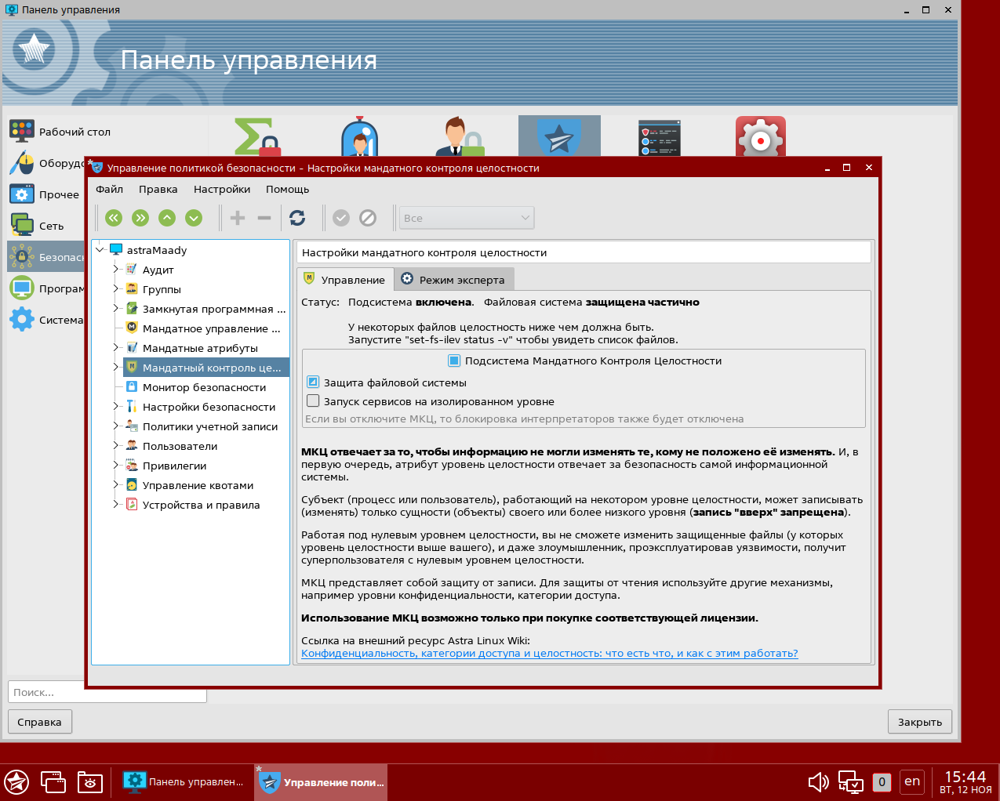 Панель управления
Панель управления
Рабочий стол
Оборудо
Прочее
Сеть
Безопасн
Програм
Система
Управление политикой безопасности – Настройки мандатного контроля целостности
Файл Правка Настройки Помощь
Все
astraMaady
Аудит
Группы
Замкнутая программная ...
Мандатное управление ...
Мандатные атрибуты
Мандатный контроль це...
Монитор безопасности
Настройки безопасности
Политики учетной записи
Пользователи
Привилегии
Управление квотами
Устройства и правила
Настройки мандатного контроля целостности
Управление Режим эксперта
Статус: Подсистема включена. Файловая система защищена частично
У некоторых файлов целостность ниже чем должна быть.
Запустите "set-fs-ilev status -v" чтобы увидеть список файлов.
Подсистема Мандатного Контроля Целостности
Защита файловой системы
Запуск сервисов на изолированном уровне
Если вы отключите МКЦ, то блокировка интерпретаторов также будет отключена
МКЦ отвечает за то, чтобы информацию не могли изменять те, кому не положено её изменять. И, в
первую очередь, атрибут уровень целостности отвечает за безопасность самой информационной
системы.
Субъект (процесс или пользователь), работающий на некотором уровне целостности, может записывать
(изменять) только сущности (объекты) своего или более низкого уровня (запись "вверх" запрещена).
Работая под нулевым уровнем целостности, вы не сможете изменить защищенные файлы (у которых
уровень целостности выше вашего), и даже злоумышленник, проэксплуатировав уязвимости, получит
суперпользователя с нулевым уровнем целостности.
МКЦ представляет собой защиту от записи. Для защиты от чтения используйте другие механизмы,
например уровни конфиденциальности, категории доступа.
Использование МКЦ возможно только при покупке соответствующей лицензии.
Ссылка на внешний ресурс Astra Linux Wiki:
Конфиденциальность, категории доступа и целостность: что есть что, и как с этим работать?
Поиск...
Справка
Закрыть
Панель управлен...
Управление поли...
0
en
15:44
ВТ, 12 НОЯ